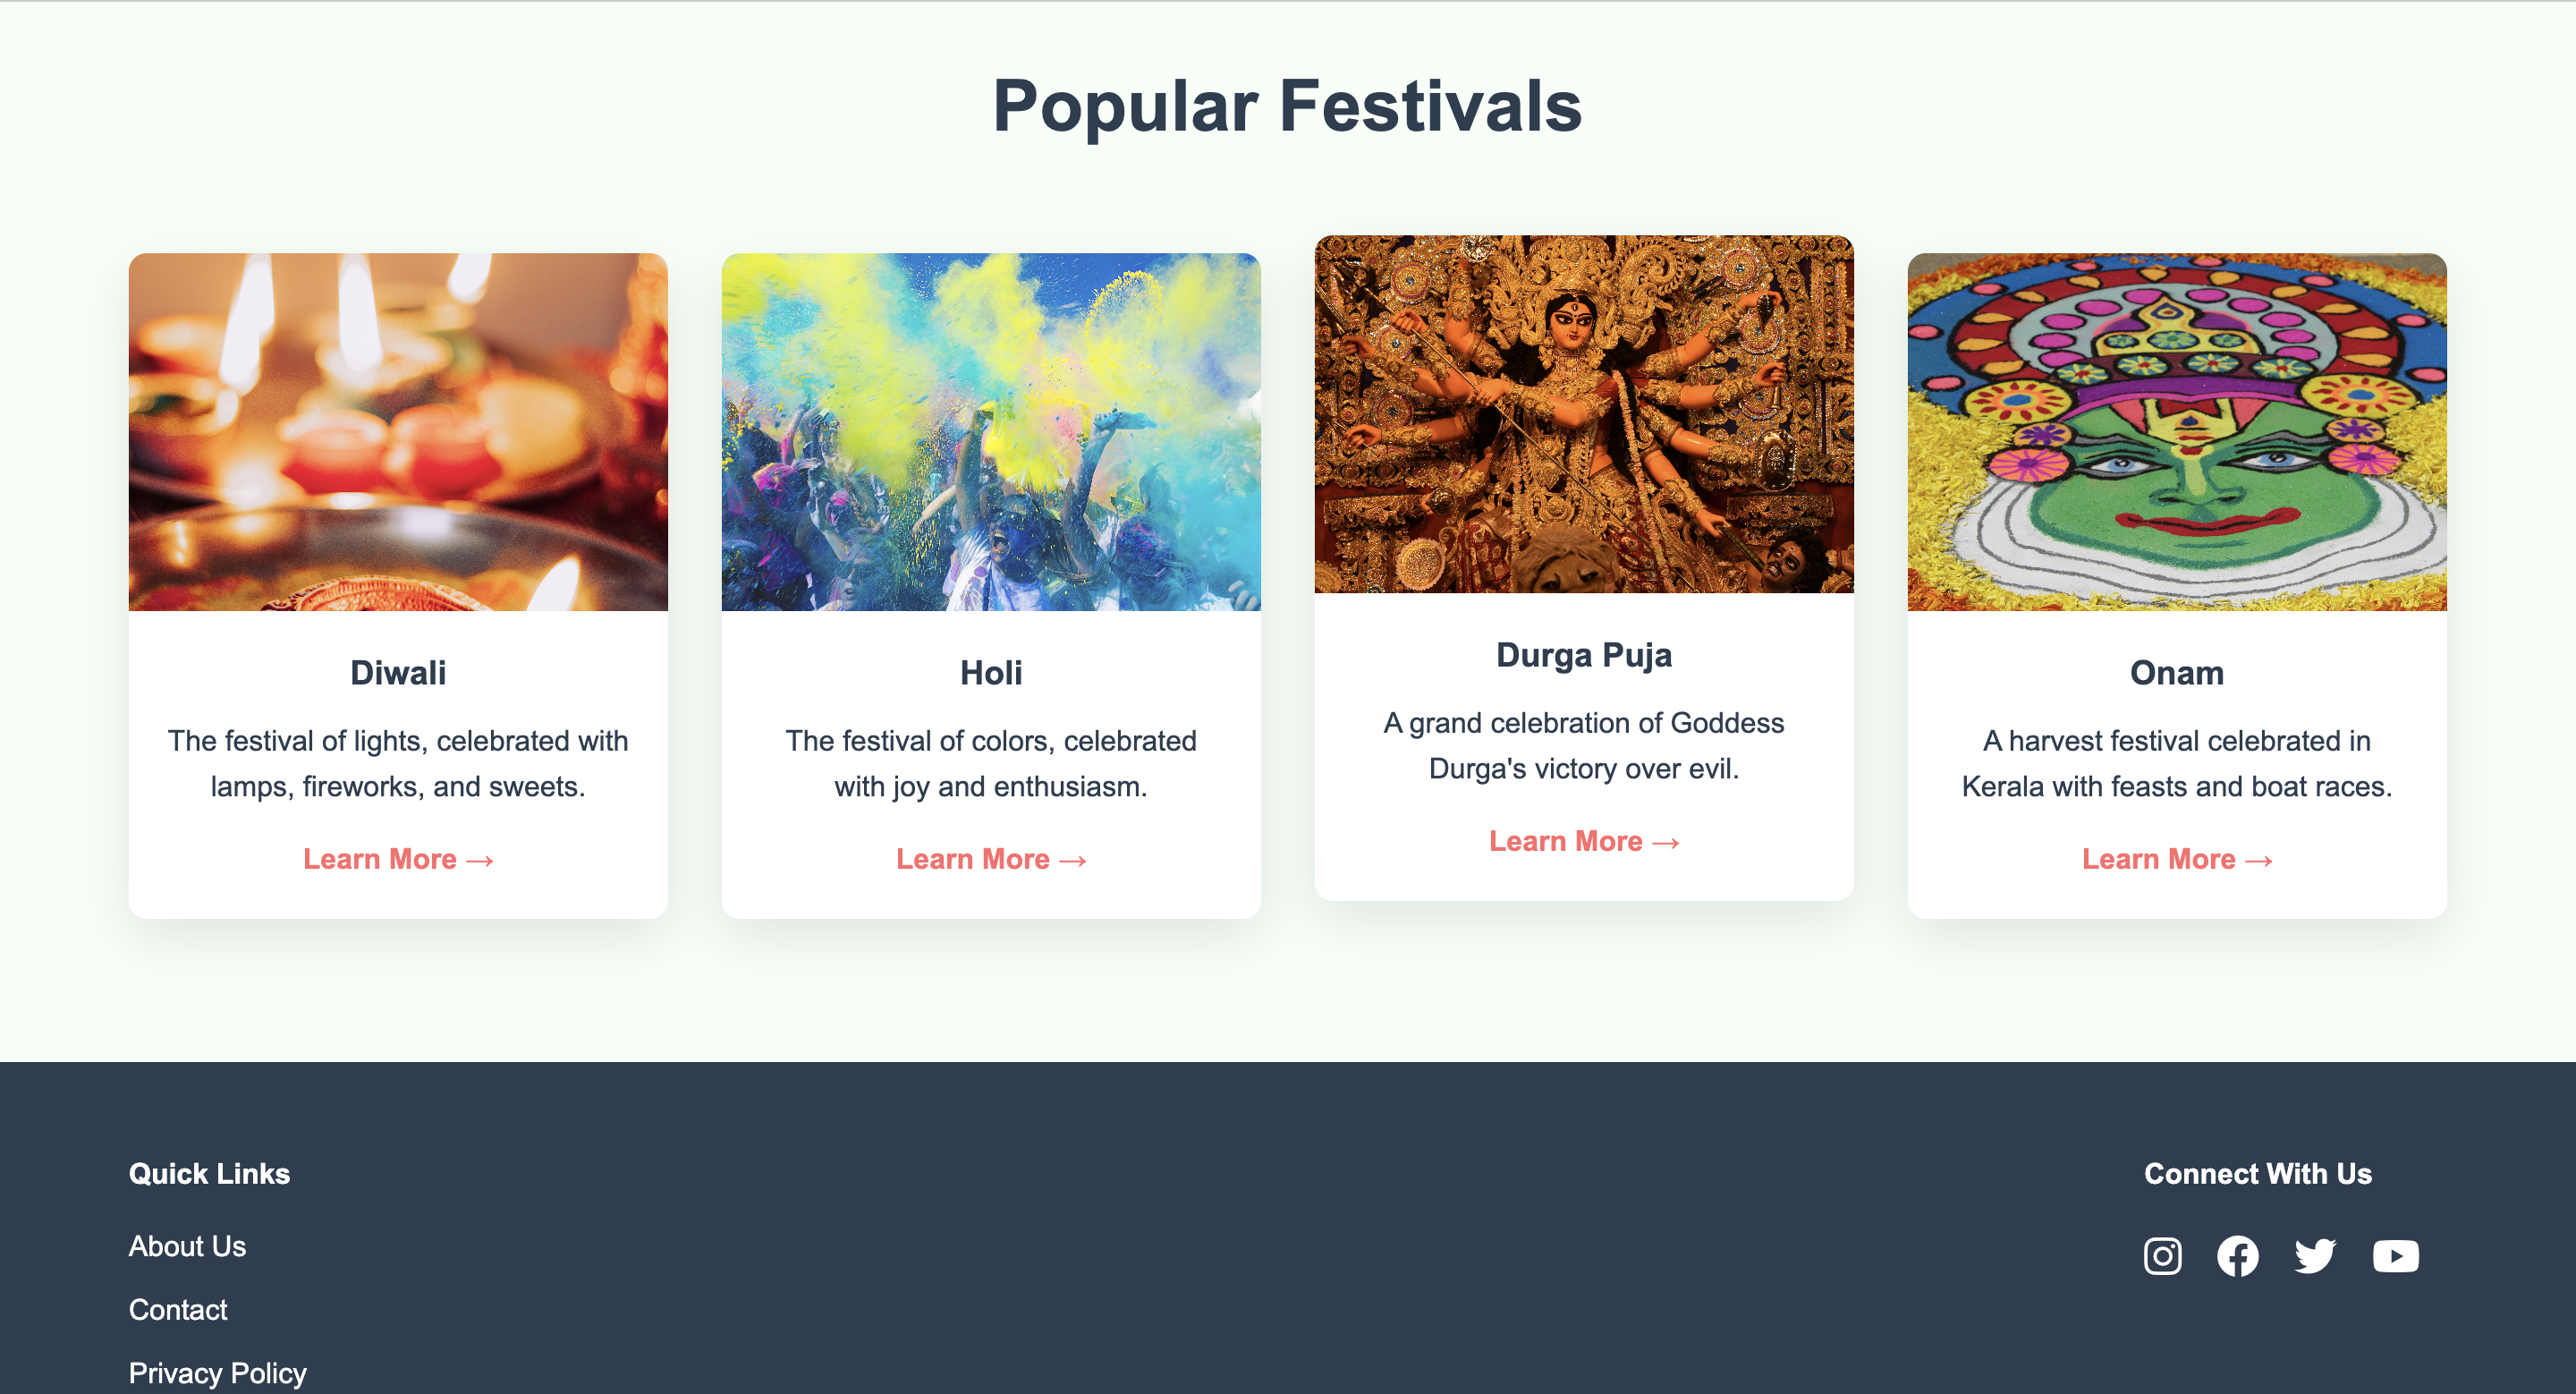 Popular Festivals
Diwali
The festival of lights, celebrated with
lamps, fireworks, and sweets.
Learn More →
Holi
The festival of colors, celebrated
with joy and enthusiasm.
Learn More →
Durga Puja
A grand celebration of Goddess
Durga's victory over evil.
Learn More →
Onam
A harvest festival celebrated in
Kerala with feasts and boat races.
Learn More →
Quick Links
About Us
Contact
Privacy Policy
Connect With Us